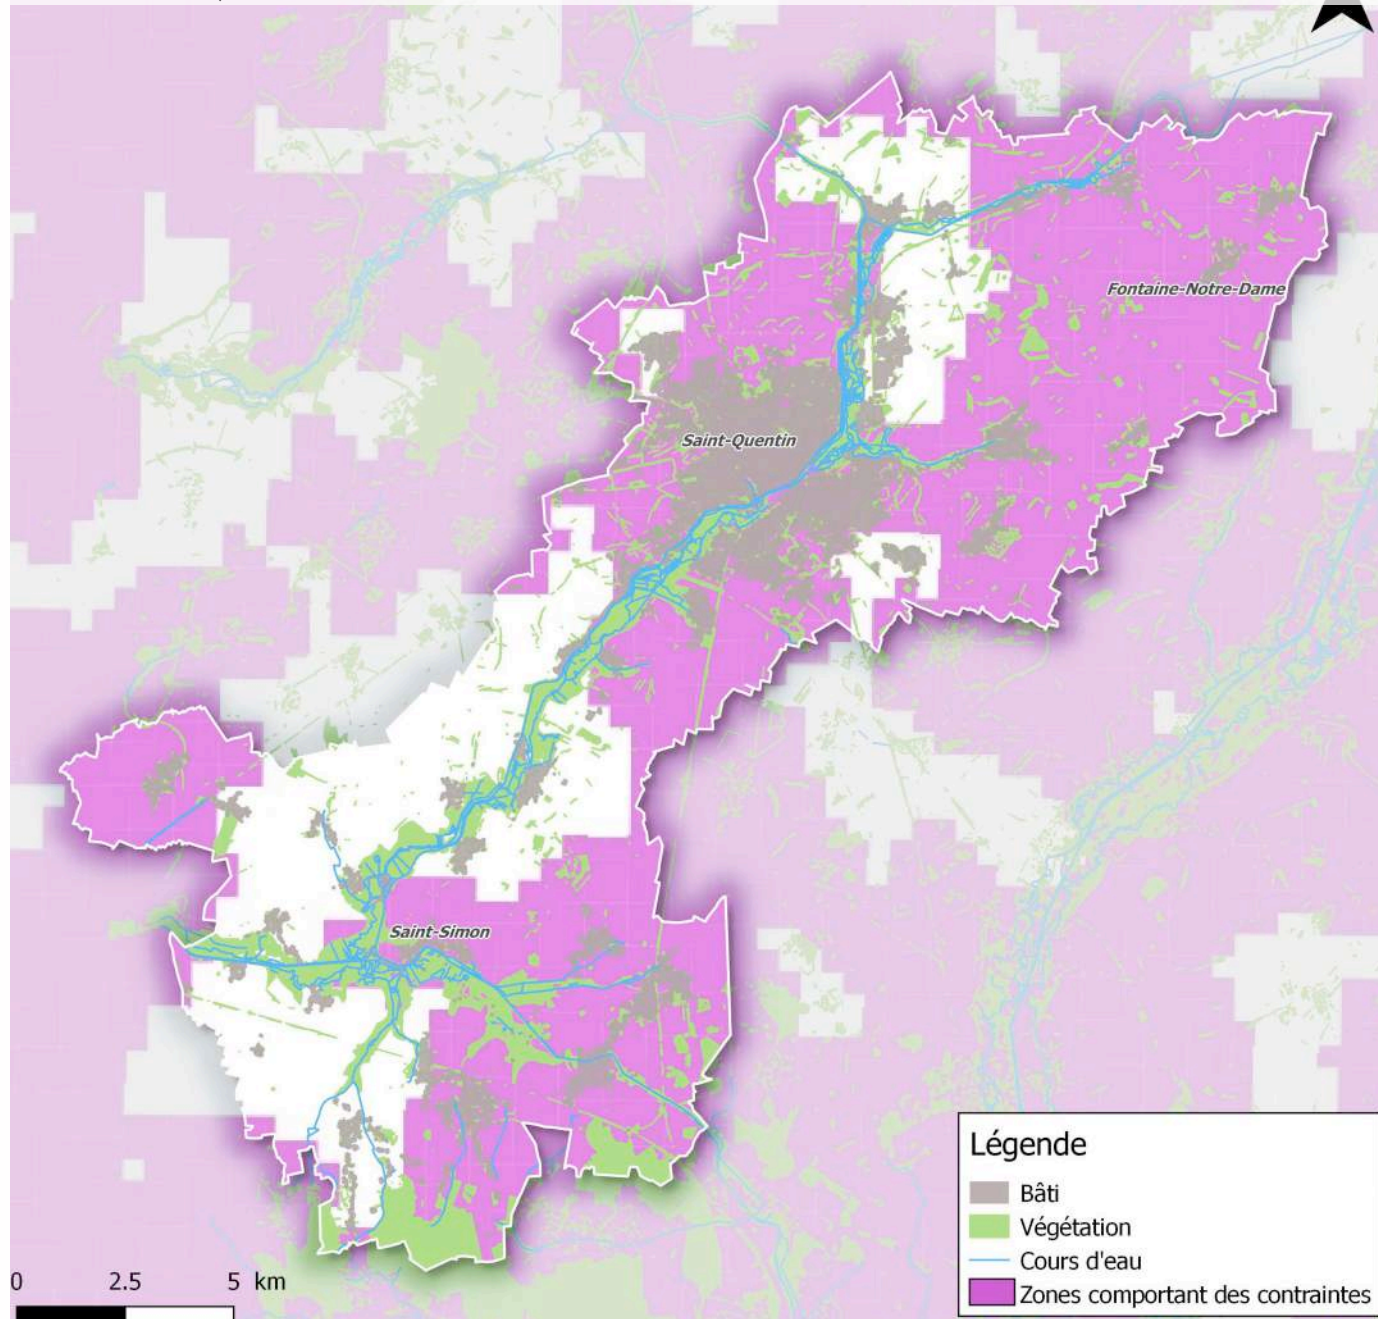 Fontaine-Notre-Dame
Saint-Quentin
Saint-Simon
Légende
Bâti
Végétation
Cours d'eau
Zones comportant des contraintes
0 2.5 5 km